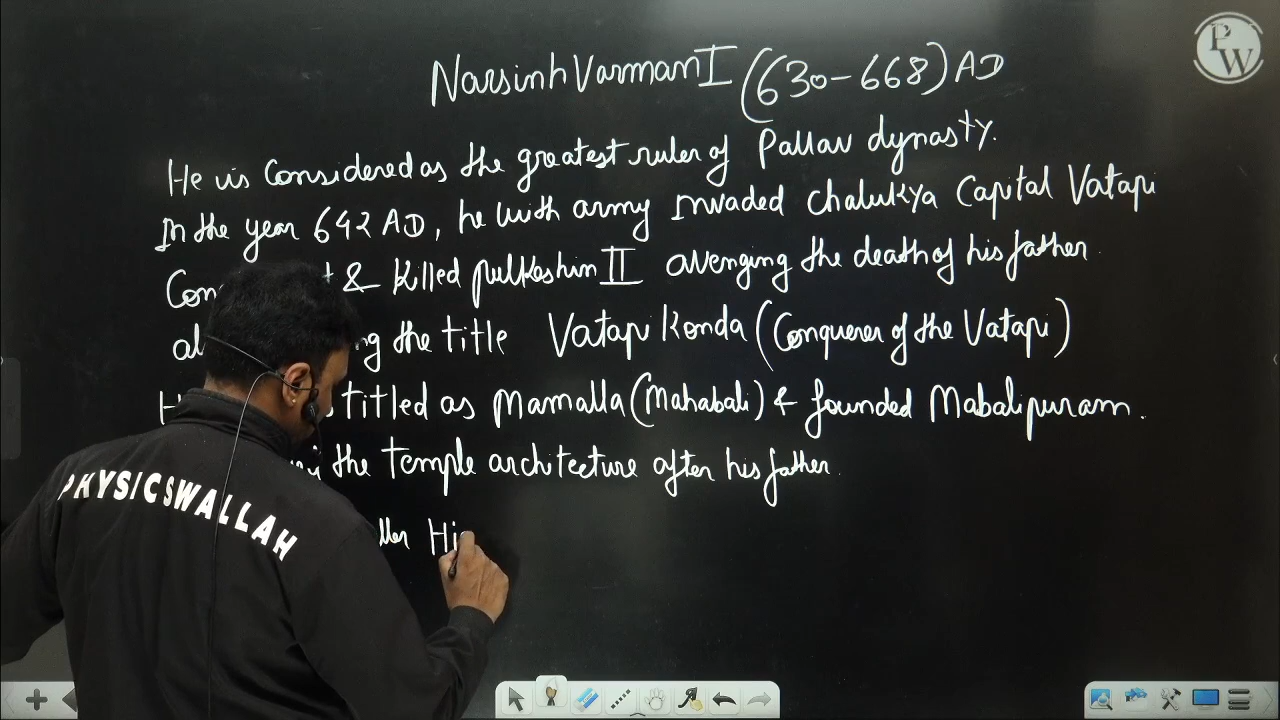 PW
Narsinh Varman I (630-668) AD
He is Considered as the greatest ruler of Pallav dynasty.
In the year 642 AD, he with army Invaded Chalukya Capital Vatapi
& killed pulkeshin II avenging the death of his father
the title Vatapi Konda (Conquerer of the Vatapi)
titled as Mamalla (Mahabali) & founded Mabalipuram.
the temple architecture after his father.
Hi
PHYSICSWALLAH